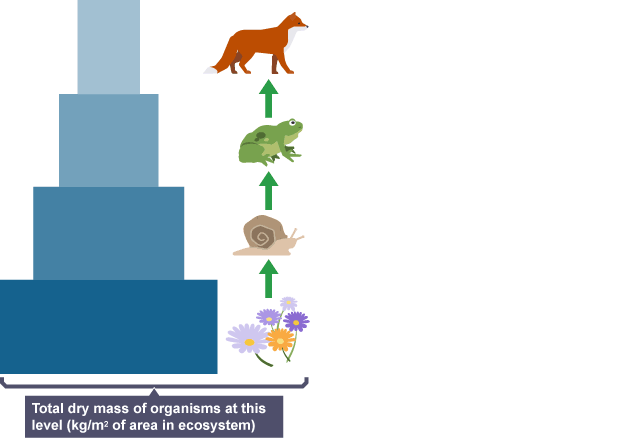 Total dry mass of organisms at this
level (kg/m² of area in ecosystem)